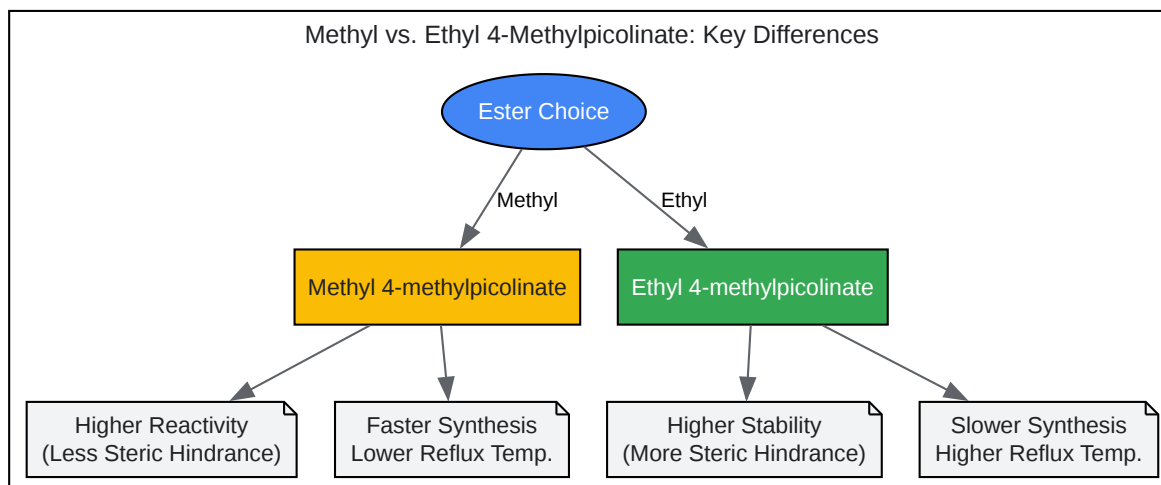 Methyl vs. Ethyl 4-Methylpicolinate: Key Differences
Ester Choice
Methyl
Ethyl
Methyl 4-methylpicolinate
Ethyl 4-methylpicolinate
Higher Reactivity
(Less Steric Hindrance)
Faster Synthesis
Lower Reflux Temp.
Higher Stability
(More Steric Hindrance)
Slower Synthesis
Higher Reflux Temp.